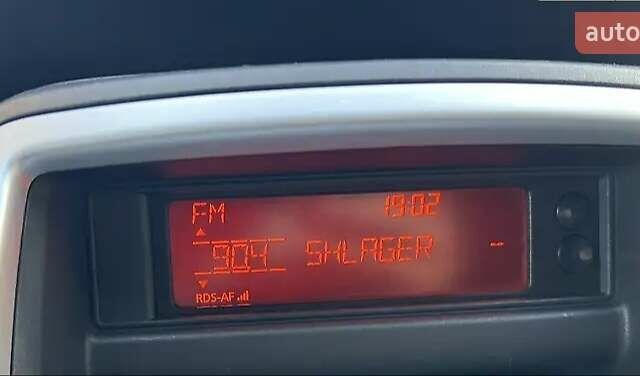 auto
FM 19:02
904 SHLAGER --
RDS-AF